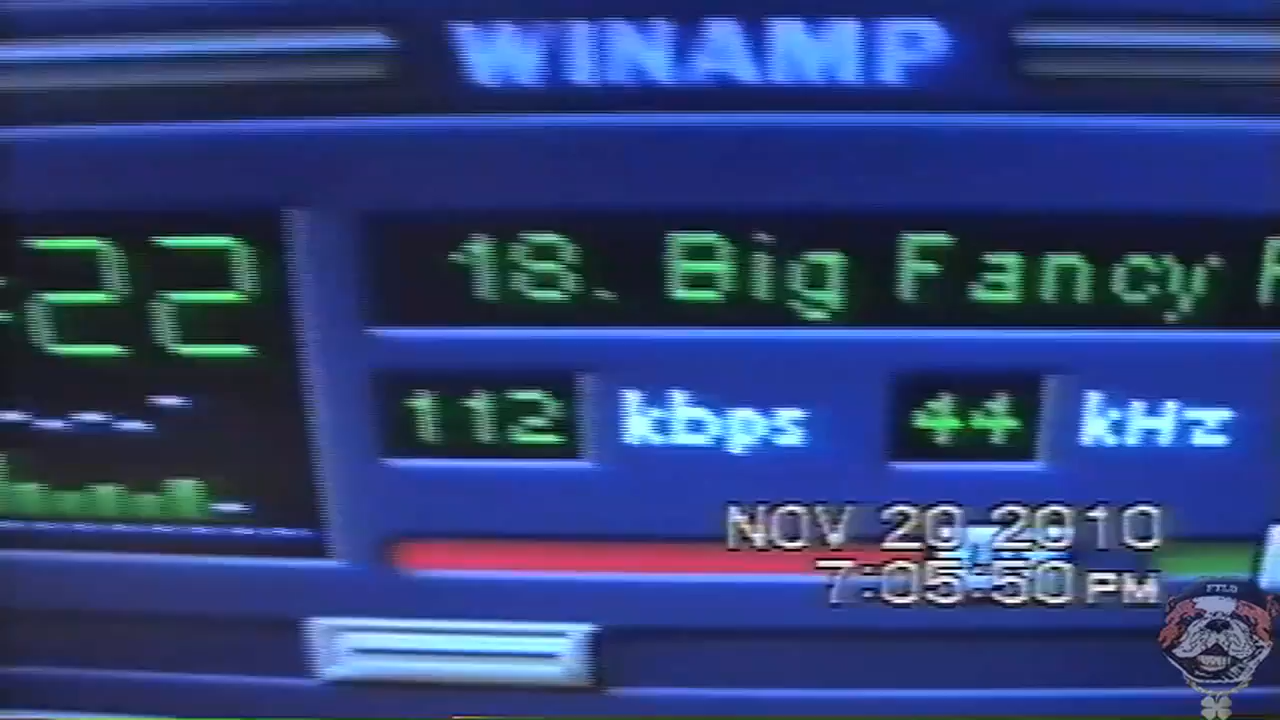 WINAMP
:22
18. Big Fancy
112 kbps 44 kHz
NOV 20 2010
7:05:50 PM